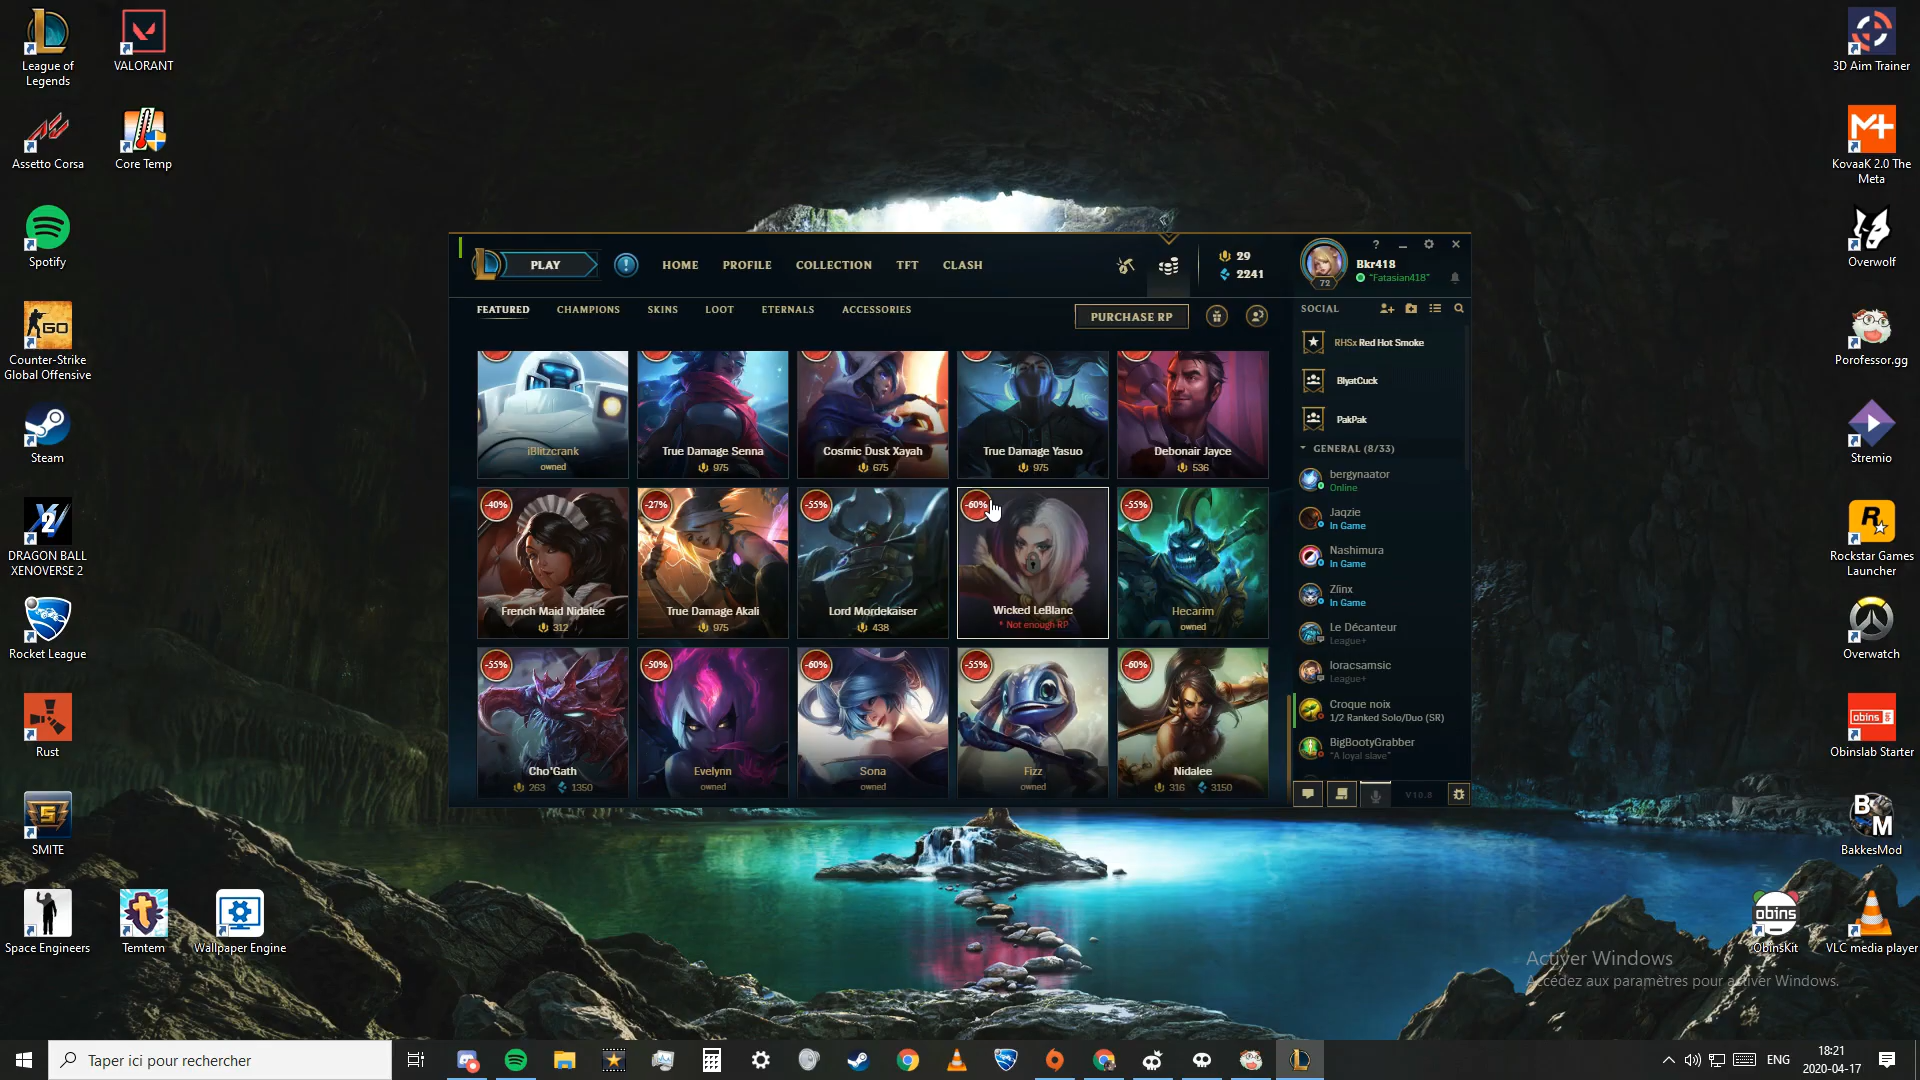 League of
Legends
VALORANT
3D Aim Trainer
Assetto Corsa
Core Temp
KovaaK 2.0 The
Meta
Spotify
Overwolf
Counter-Strike
Global Offensive
Porofessor.gg
Steam
Stremio
DRAGON BALL
XENOVERSE 2
Rockstar Games
Launcher
Rocket League
Overwatch
Rust
obins
Obinslab Starter
SMITE
B M
BakkesMod
Space Engineers
Temtem
Wallpaper Engine
obins
ObinsKit
VLC media player
PLAY
HOME
PROFILE
COLLECTION
TFT
CLASH
29
2241
72
Bkr418
"Fatasian418"
FEATURED
CHAMPIONS
SKINS
LOOT
ETERNALS
ACCESSORIES
PURCHASE RP
iBlitzcrank
owned
True Damage Senna
975
Cosmic Dusk Xayah
675
True Damage Yasuo
975
Debonair Jayce
536
-40%
French Maid Nidalee
312
-27%
True Damage Akali
975
-55%
Lord Mordekaiser
438
-60%
Wicked LeBlanc
* Not enough RP
-55%
Hecarim
owned
-55%
Cho'Gath
263 1350
-50%
Evelynn
owned
-60%
Sona
owned
-55%
Fizz
owned
-60%
Nidalee
316 3150
SOCIAL
RHSx Red Hot Smoke
BlyatCuck
PakPak
GENERAL (8/33)
bergynaator
Online
Jaqzie
In Game
Nashimura
In Game
Ziinx
In Game
Le Décanteur
League+
loracsamsic
League+
Croque noix
1/2 Ranked Solo/Duo (SR)
BigBootyGrabber
"A loyal slave"
V10.8
Activer Windows
Accédez aux paramètres pour activer Windows.
Taper ici pour rechercher
ENG
18:21
2020-04-17